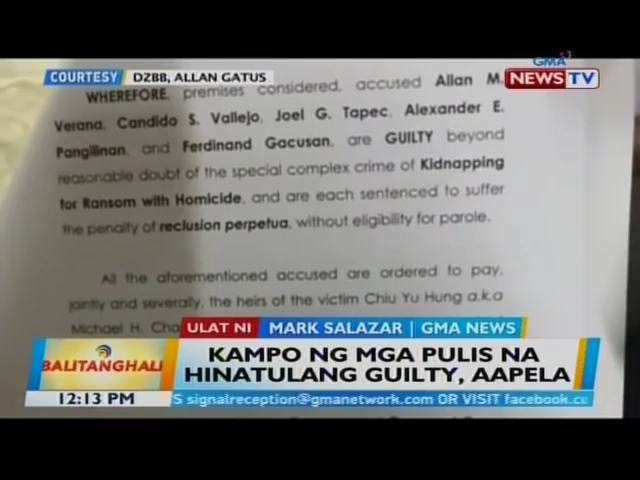 COURTESY DZBB, ALLAN GATUS
GMA
NEWS TV
WHEREFORE, premises considered, accused Allan M.
Verana, Candido S. Vallejo, Joel G. Tapec, Alexander E.
Pangilinan, and Ferdinand Gacusan, are GUILTY beyond
reasonable doubt of the special complex crime of Kidnapping
for Ransom with Homicide, and are each sentenced to suffer
the penalty of reclusion perpetua, without eligibility for parole.
All the aforementioned accused are ordered to pay,
jointly and severally, the heirs of the victim Chiu Yu Hung a.k.a
Michael H. Cha
ULAT NI MARK SALAZAR | GMA NEWS
BALITANGHALI
KAMPO NG MGA PULIS NA
HINATULANG GUILTY, AAPELA
12:13 PM S signalreception@gmanetwork.com OR VISIT facebook.co